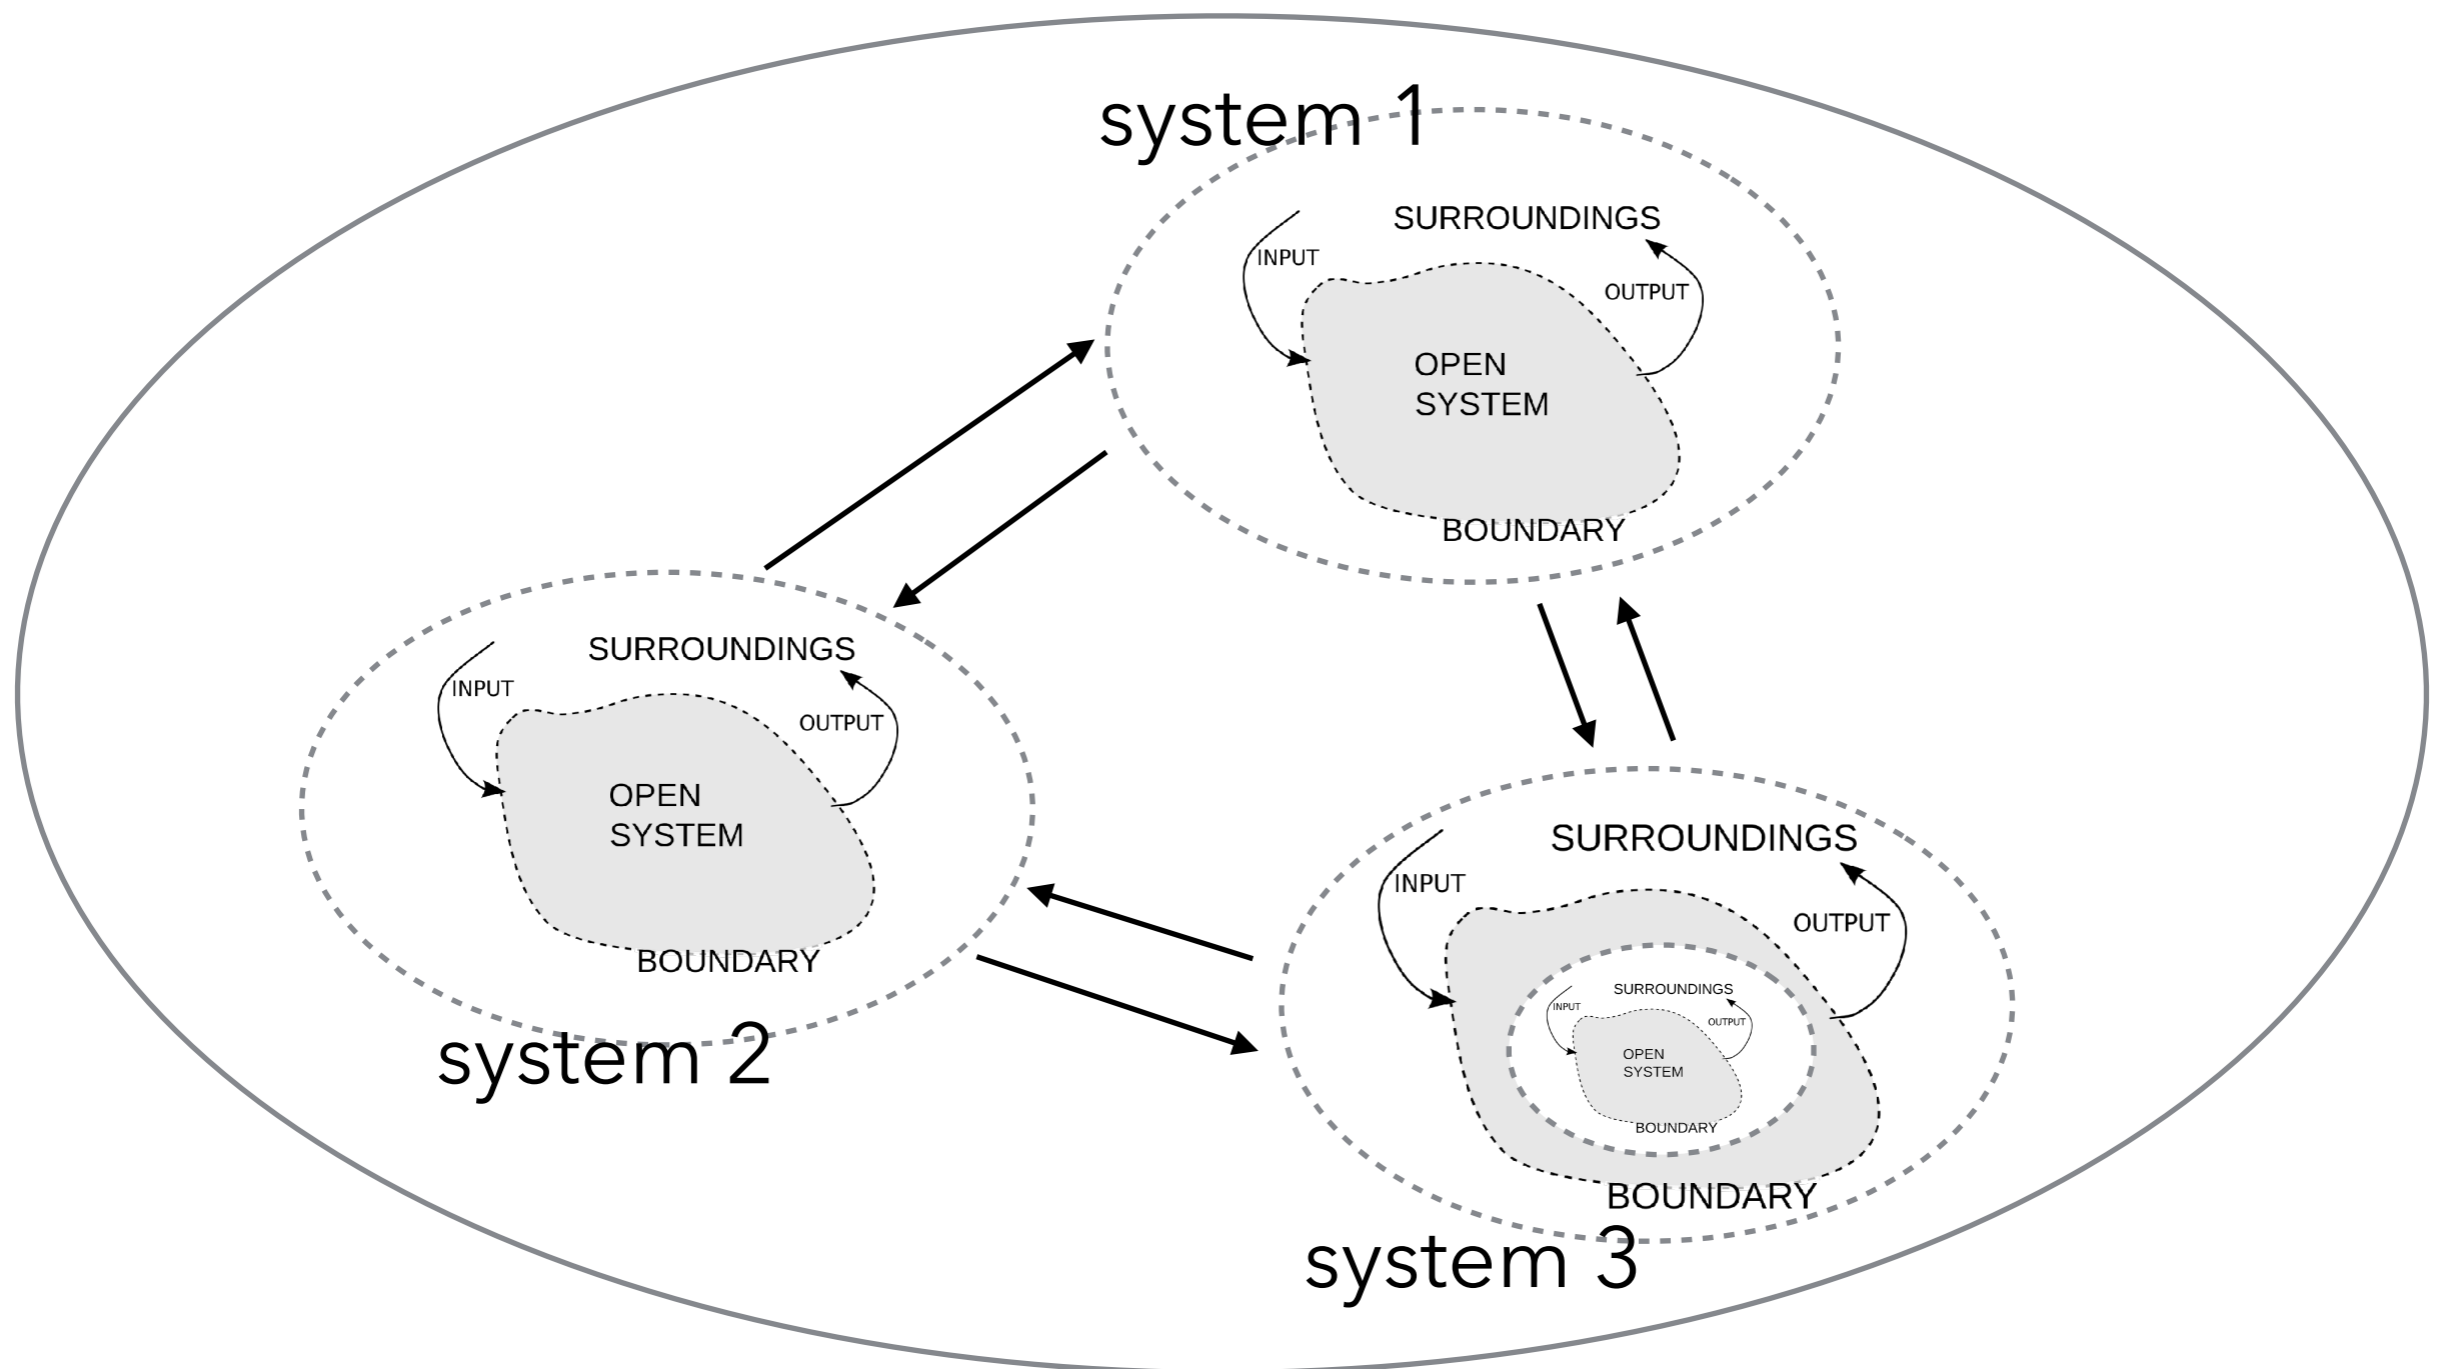 system 1
SURROUNDINGS
INPUT
OUTPUT
OPEN
SYSTEM
BOUNDARY
SURROUNDINGS
INPUT
OUTPUT
OPEN
SYSTEM
BOUNDARY
system 2
SURROUNDINGS
INPUT
OUTPUT
SURROUNDINGS
INPUT
OUTPUT
OPEN
SYSTEM
BOUNDARY
BOUNDARY
system 3